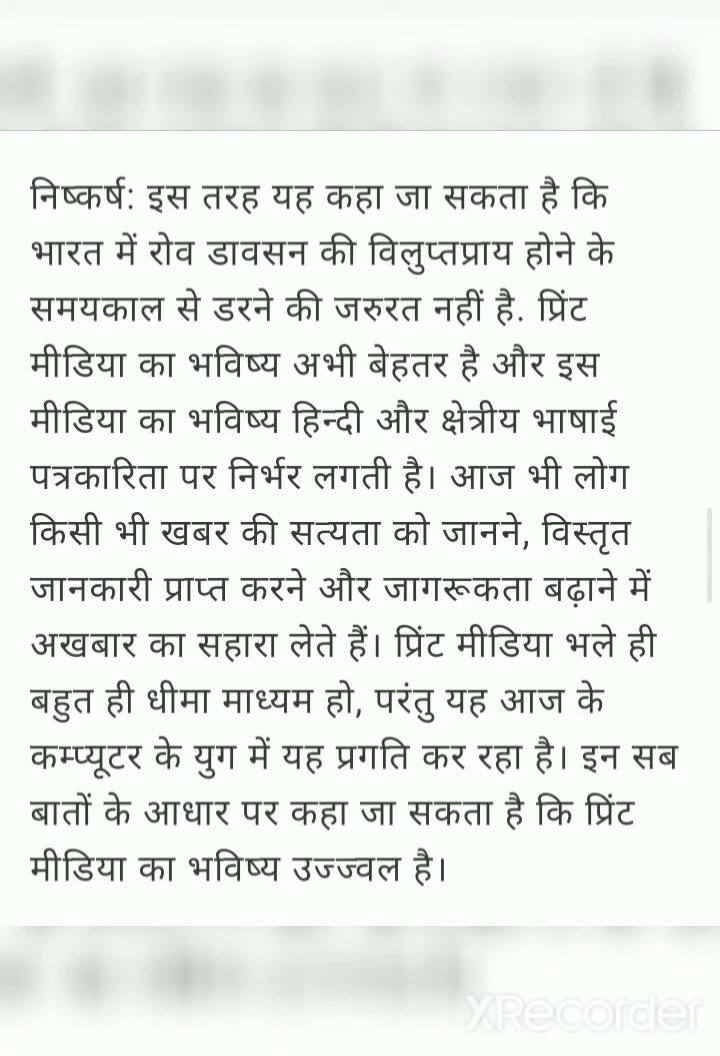 निष्कर्ष: इस तरह यह कहा जा सकता है कि
भारत में रोव डावसन की विलुप्तप्राय होने के
समयकाल से डरने की जरुरत नहीं है. प्रिंट
मीडिया का भविष्य अभी बेहतर है और इस
मीडिया का भविष्य हिन्दी और क्षेत्रीय भाषाई
पत्रकारिता पर निर्भर लगती है। आज भी लोग
किसी भी खबर की सत्यता को जानने, विस्तृत
जानकारी प्राप्त करने और जागरूकता बढ़ाने में
अखबार का सहारा लेते हैं। प्रिंट मीडिया भले ही
बहुत ही धीमा माध्यम हो, परंतु यह आज के
कम्प्यूटर के युग में यह प्रगति कर रहा है। इन सब
बातों के आधार पर कहा जा सकता है कि प्रिंट
मीडिया का भविष्य उज्ज्वल है।
XRecorder